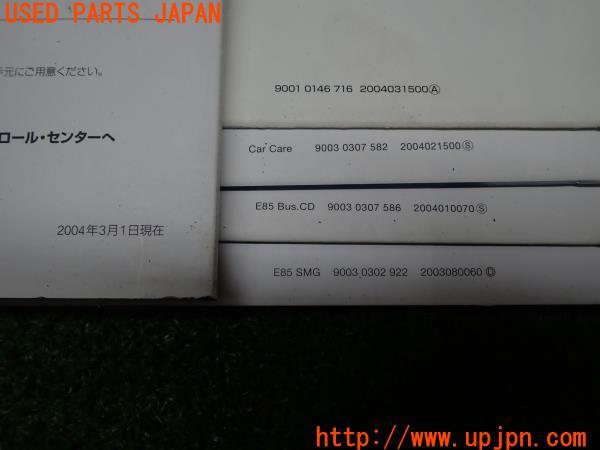 USED PARTS JAPAN
手元にご用意ください。
ロール・センターへ
2004年3月1日現在
9001 0146 716 2004031500Ⓐ
Car Care 9003 0307 582 2004021500Ⓢ
E85 Bus.CD 9003 0307 586 2004010070Ⓢ
E85 SMG 9003 0302 922 2003080060Ⓓ
http://www.upjpn.com/